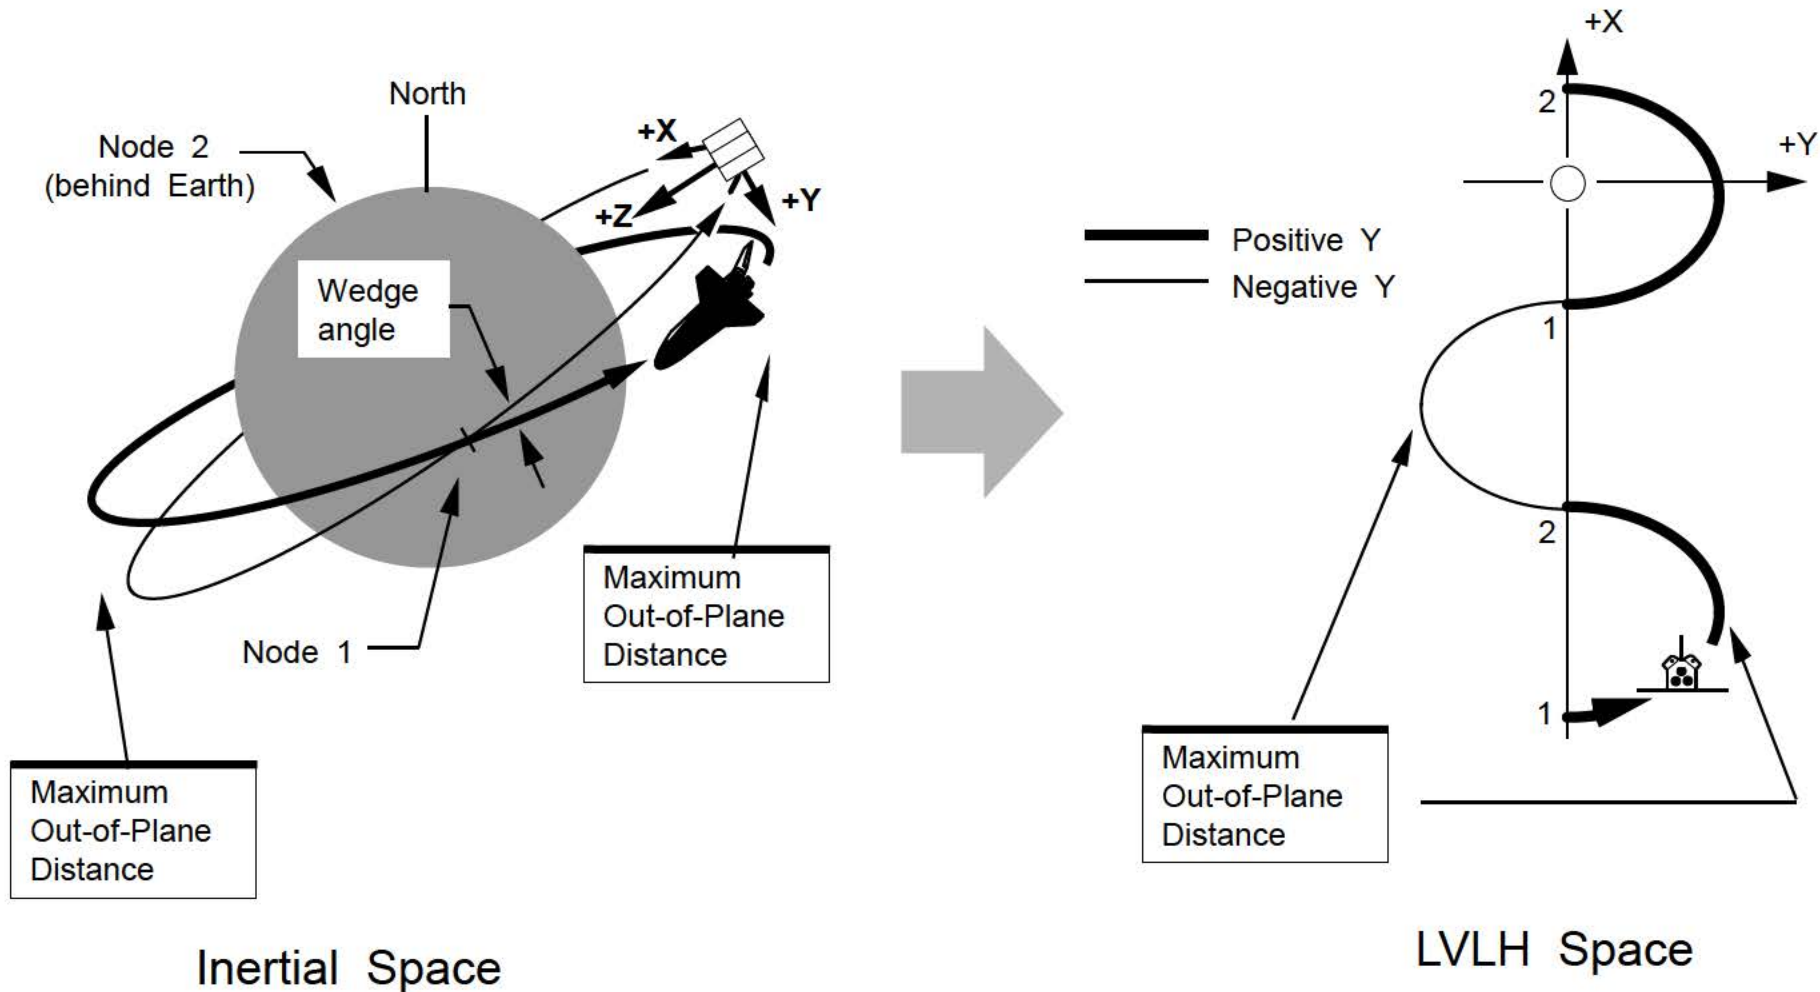 North
Node 2
(behind Earth)
+X
+Z
+Y
Wedge
angle
Node 1
Maximum
Out-of-Plane
Distance
Maximum
Out-of-Plane
Distance
Inertial Space
+X
2
+Y
Positive Y
Negative Y
1
2
1
Maximum
Out-of-Plane
Distance
LVLH Space